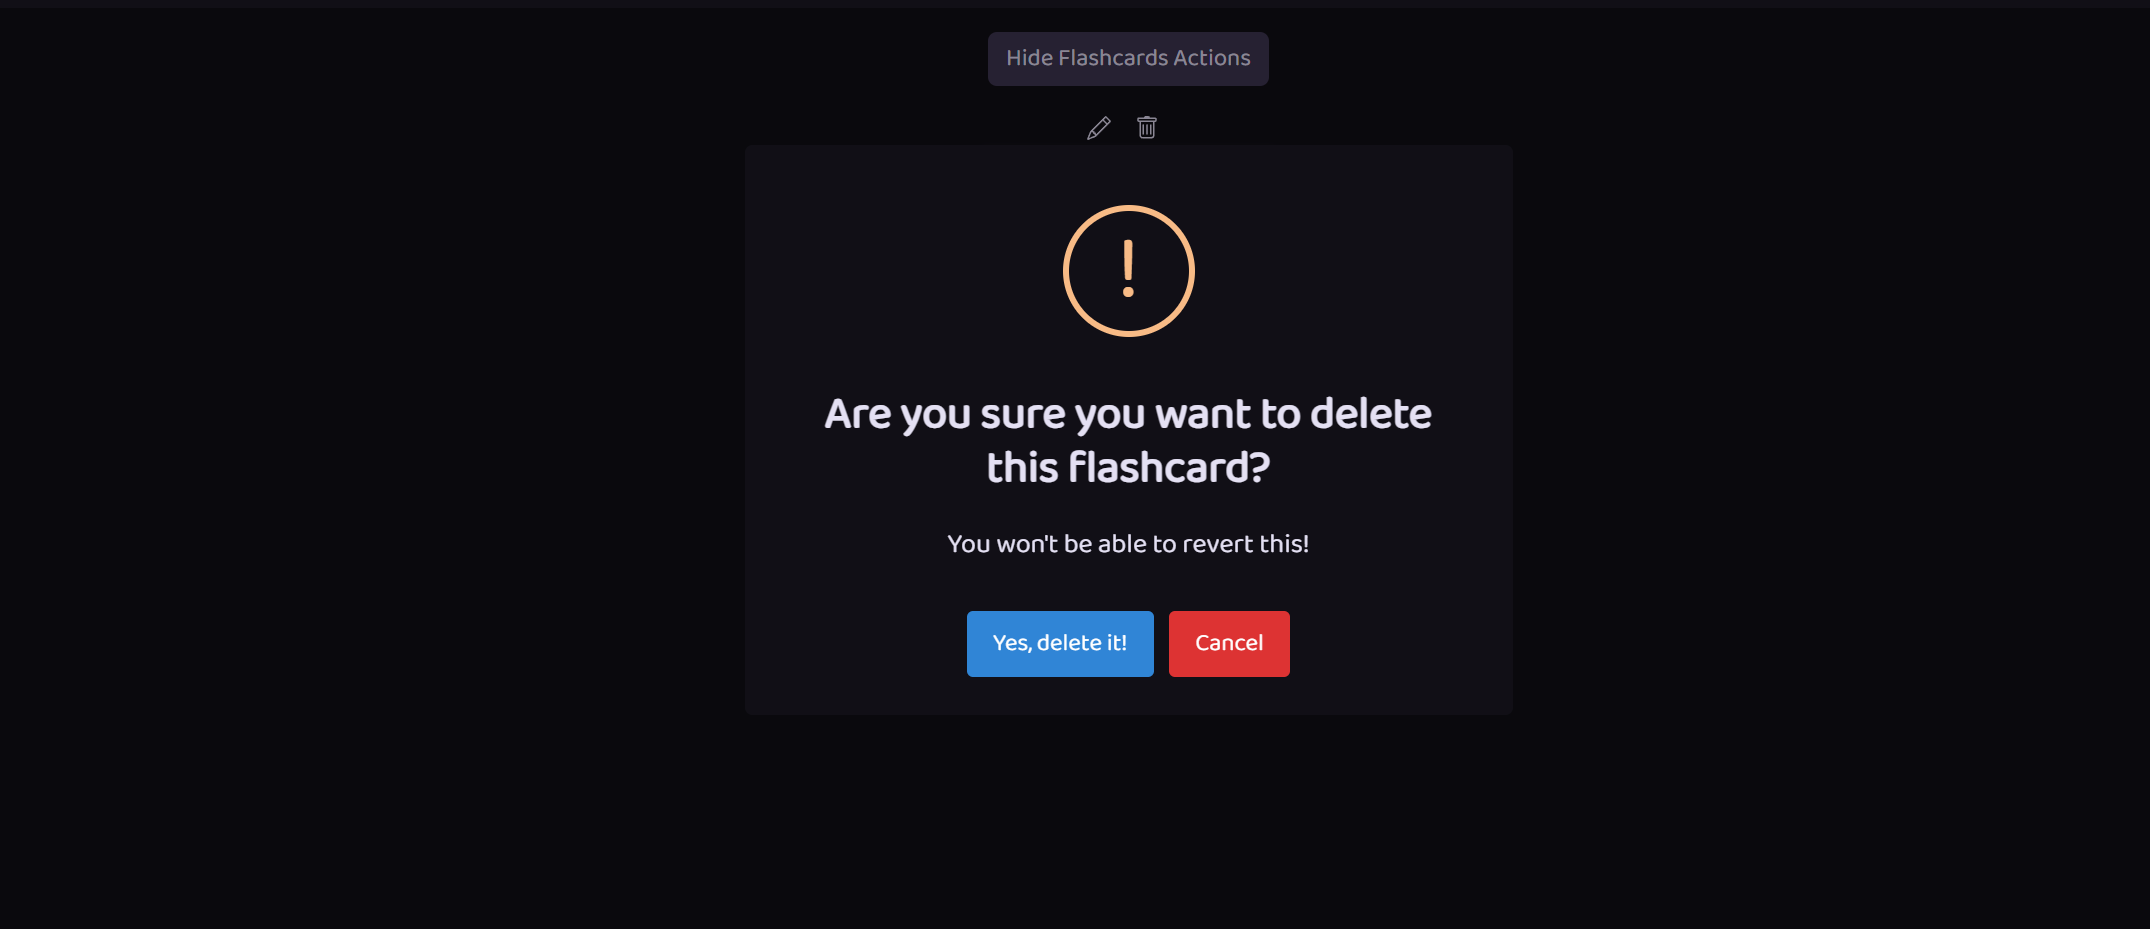 Hide Flashcards Actions
!
Are you sure you want to delete
this flashcard?
You won't be able to revert this!
Yes, delete it!
Cancel